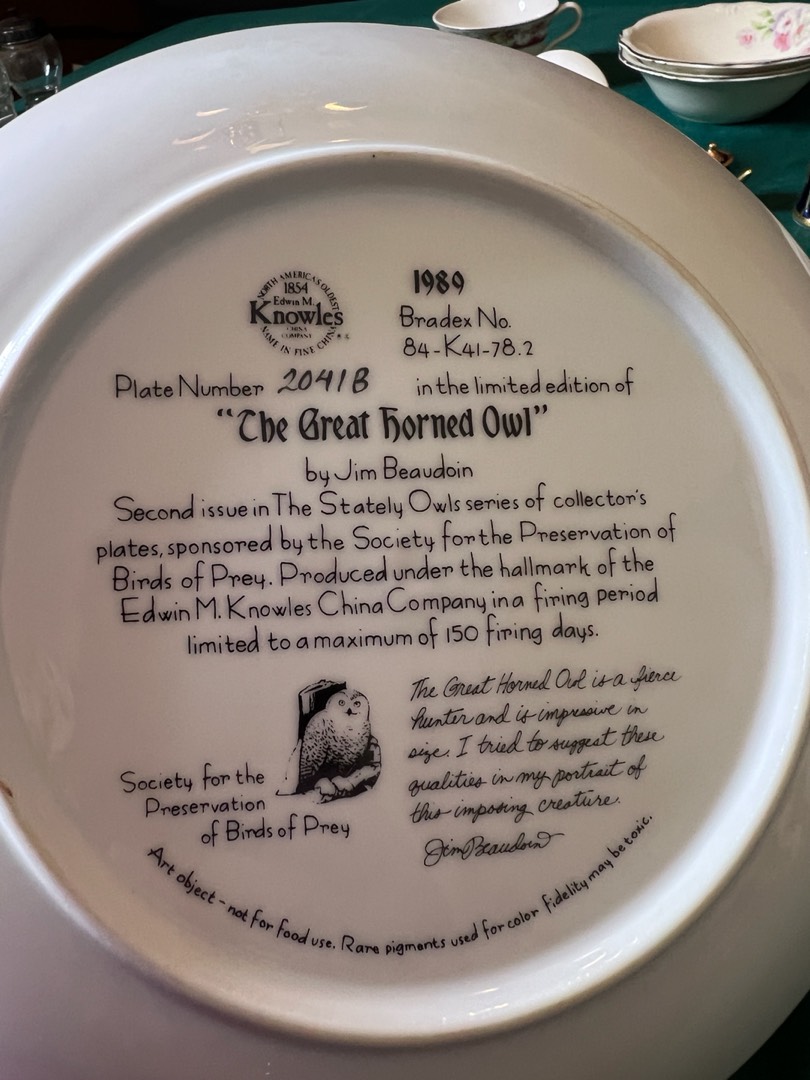 NORTH AMERICA'S OLDEST
1854
Edwin M.
Knowles
CHINA
COMPANY
NAME IN FINE CHINA
1989
Bradex No.
84-K41-78.2
Plate Number 2041B in the limited edition of
"The Great Horned Owl"
by Jim Beaudoin
Second issue in The Stately Owls series of collector's
plates, sponsored by the Society for the Preservation of
Birds of Prey. Produced under the hallmark of the
Edwin M. Knowles China Company in a firing period
limited to a maximum of 150 firing days.
The Great Horned Owl is a fierce
hunter and is impressive in
size. I tried to suggest these
qualities in my portrait of
this imposing creature.
Jim Beaudoin
Society for the
Preservation
of Birds of Prey
Art object - not for food use. Rare pigments used for color fidelity may be toxic.